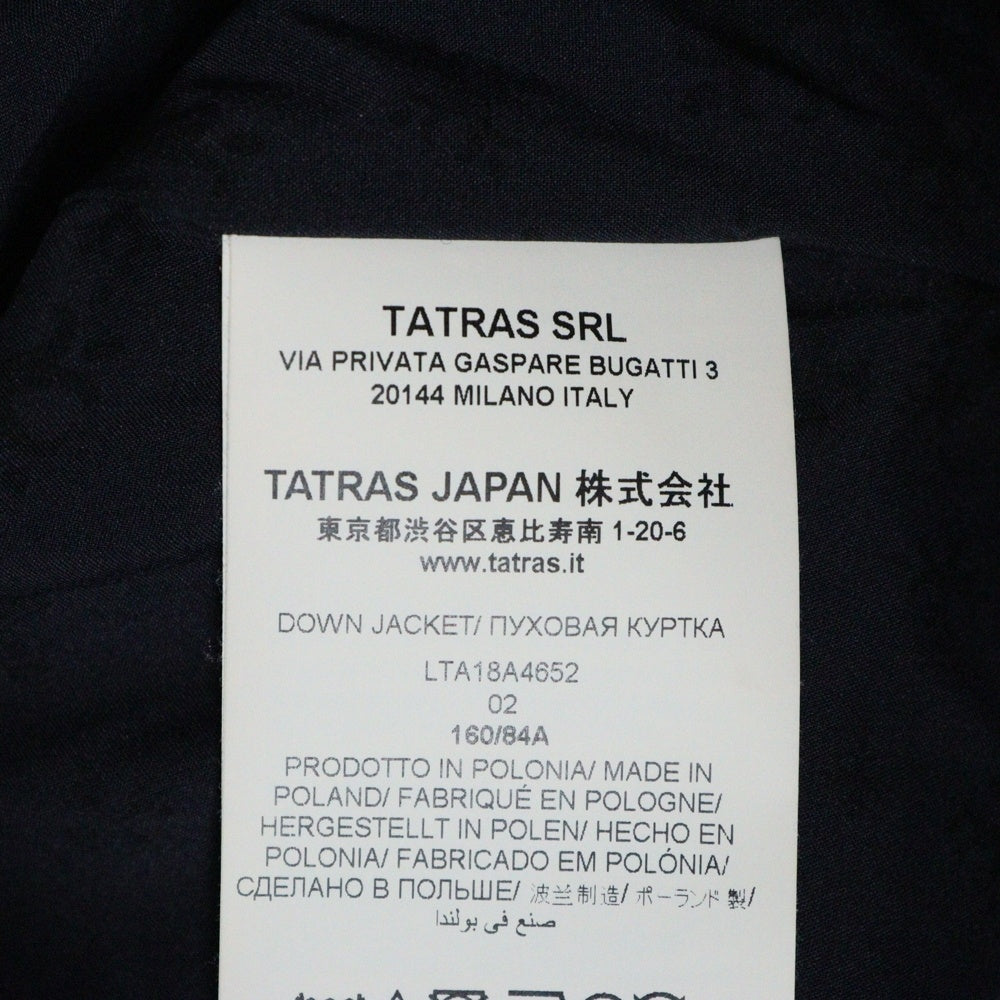 TATRAS SRL
VIA PRIVATA GASPARE BUGATTI 3
20144 MILANO ITALY
TATRAS JAPAN 株式会社
東京都渋谷区恵比寿南 1-20-6
www.tatras.it
DOWN JACKET/ ПУХОВАЯ КУРТКА
LTA18A4652
02
160/84A
PRODOTTO IN POLONIA/ MADE IN
POLAND/ FABRIQUÉ EN POLOGNE/
HERGESTELLT IN POLEN/ HECHO EN
POLONIA/ FABRICADO EM POLÓNIA/
СДЕЛАНО В ПОЛЬШЕ/ 波兰制造/ ポーランド製/
صنع في بولندا